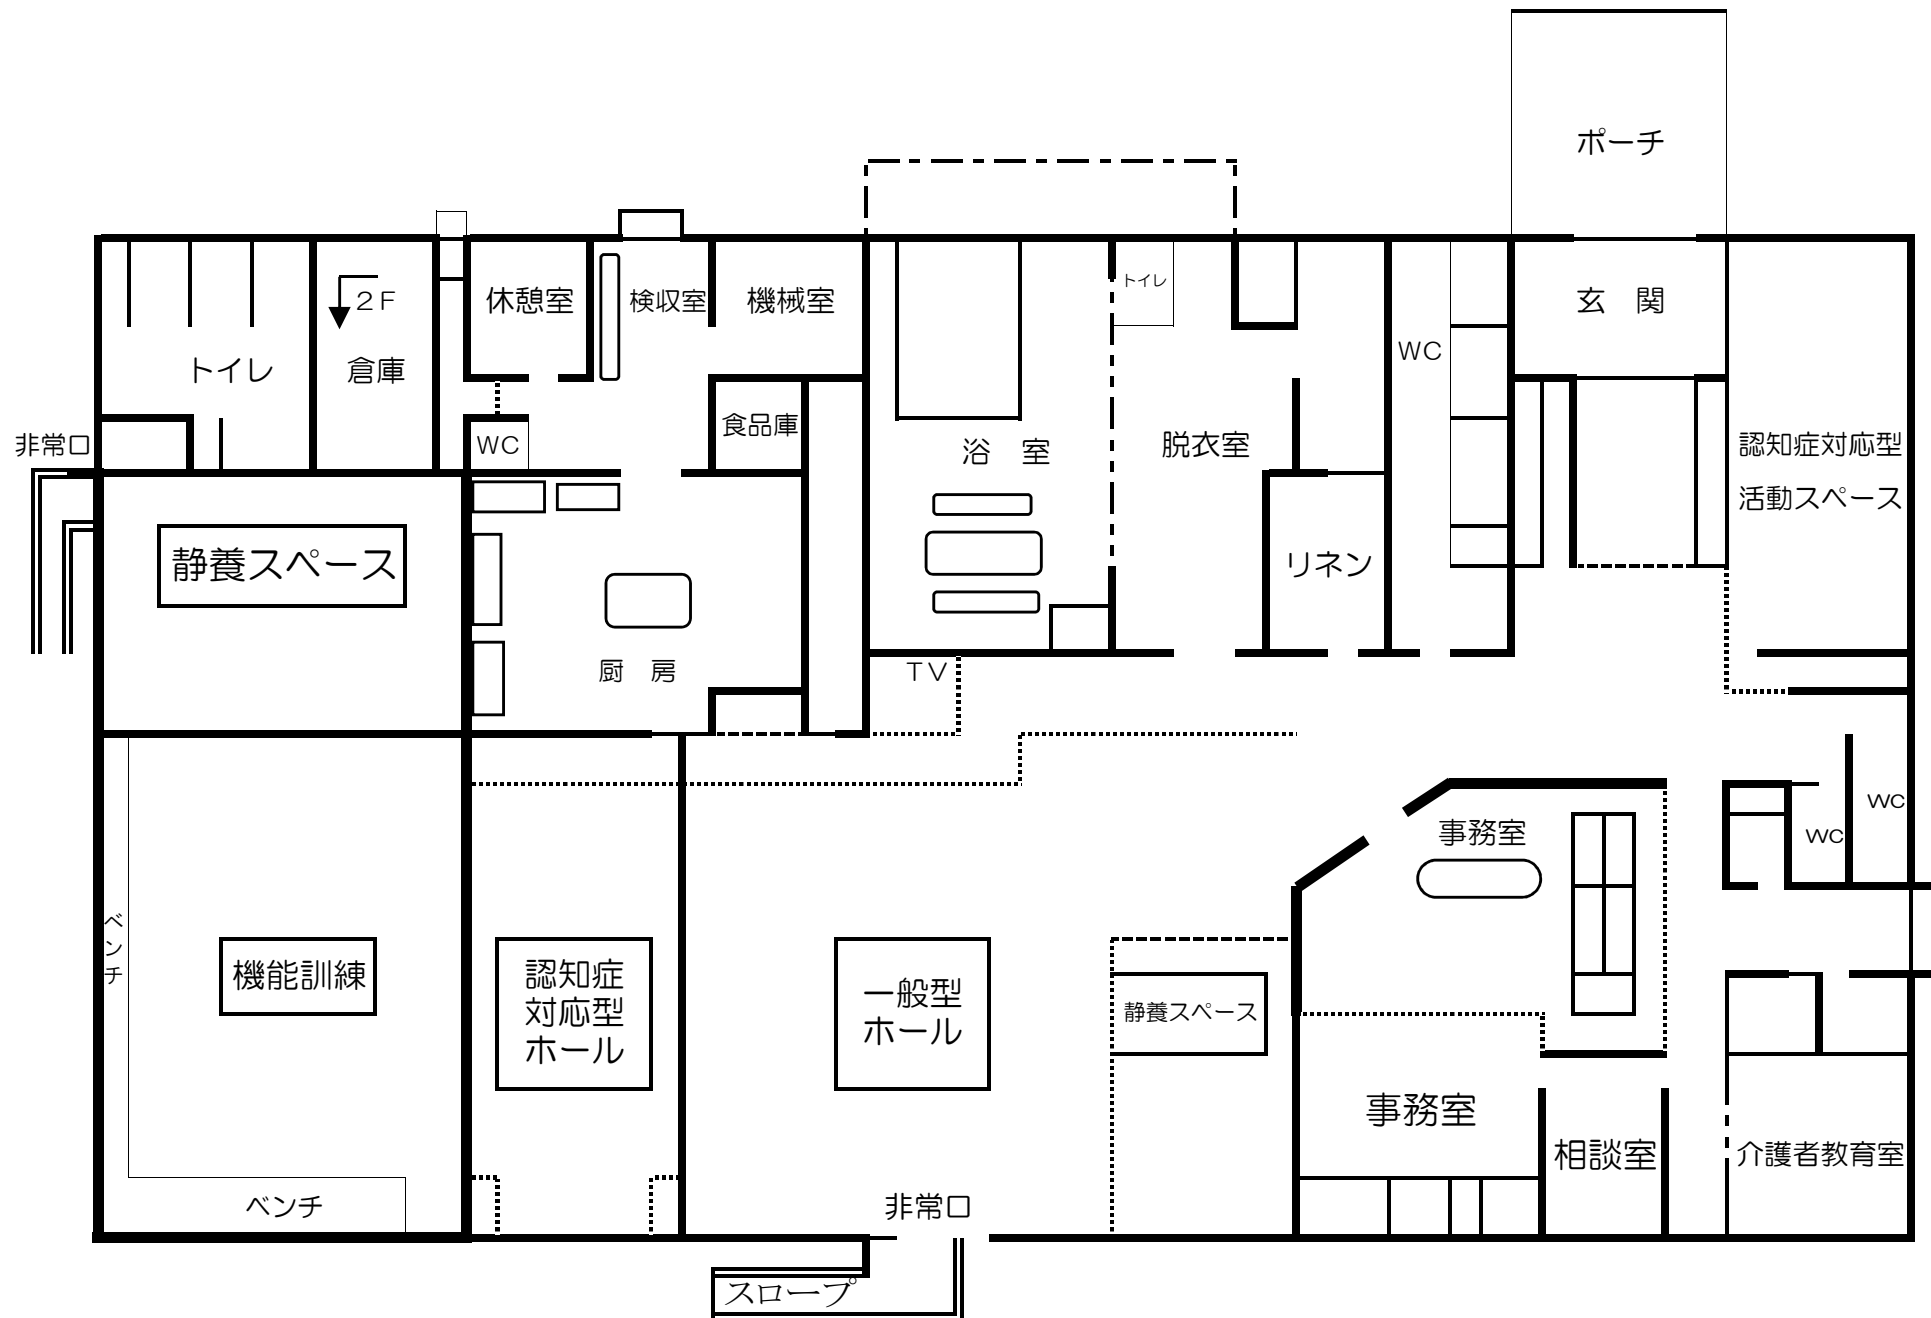 ポーチ
トイレ
2F
倉庫
休憩室
検収室
機械室
トイレ
WC
玄 関
非常口
WC
食品庫
浴 室
脱衣室
認知症対応型
活動スペース
静養スペース
リネン
厨 房
TV
事務室
WC
WC
ベンチ
機能訓練
認知症
対応型
ホール
一般型
ホール
静養スペース
事務室
相談室
介護者教育室
ベンチ
非常口
スロープ